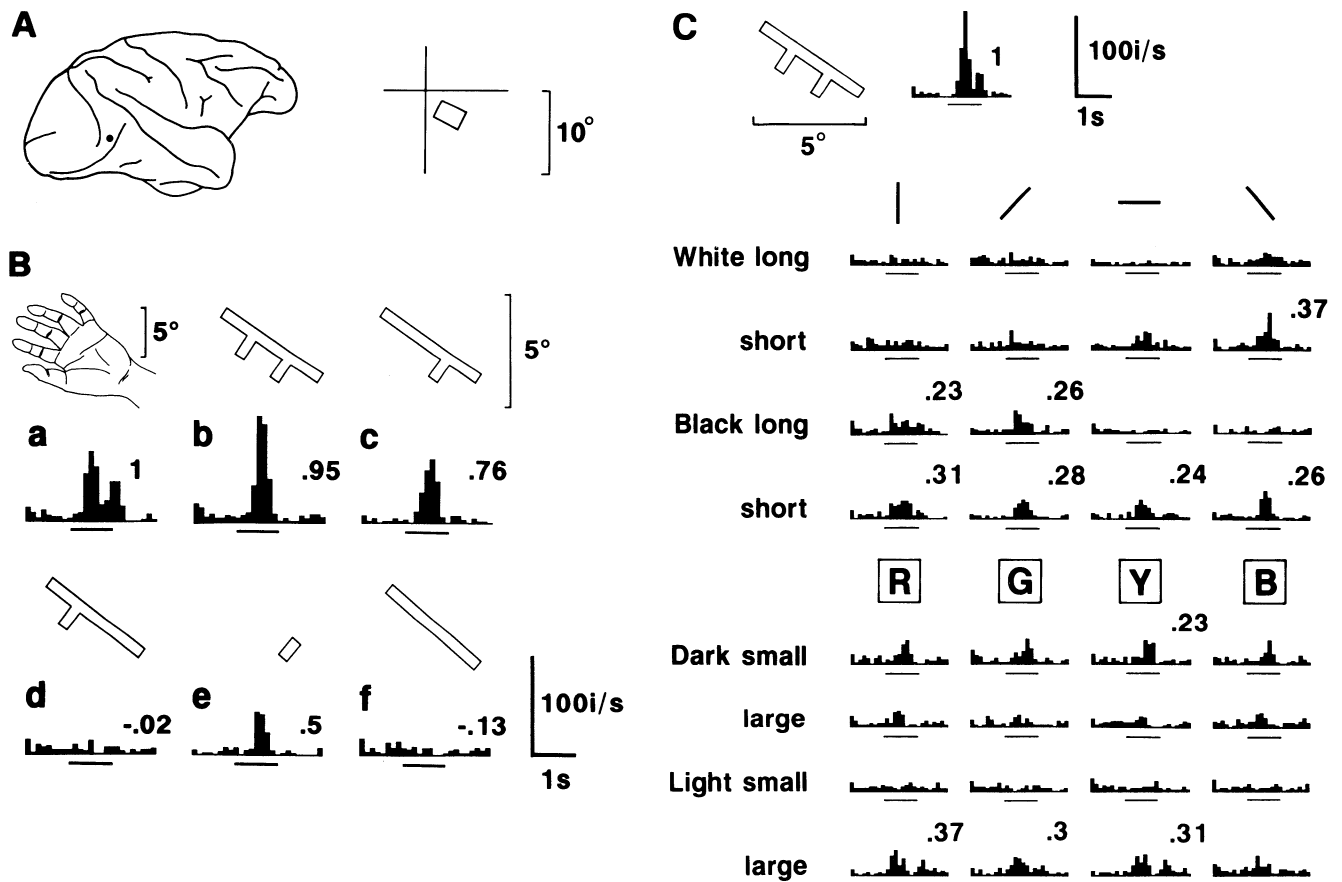 A
10°
B
5°
5°
a
1
b
.95
c
.76
d
-.02
e
.5
f
-.13
100i/s
1s
C
1
100i/s
1s
5°
White long
short
.37
Black long
.23
.26
short
.31
.28
.24
.26
R G Y B
Dark small
.23
large
Light small
large
.37
.3
.31